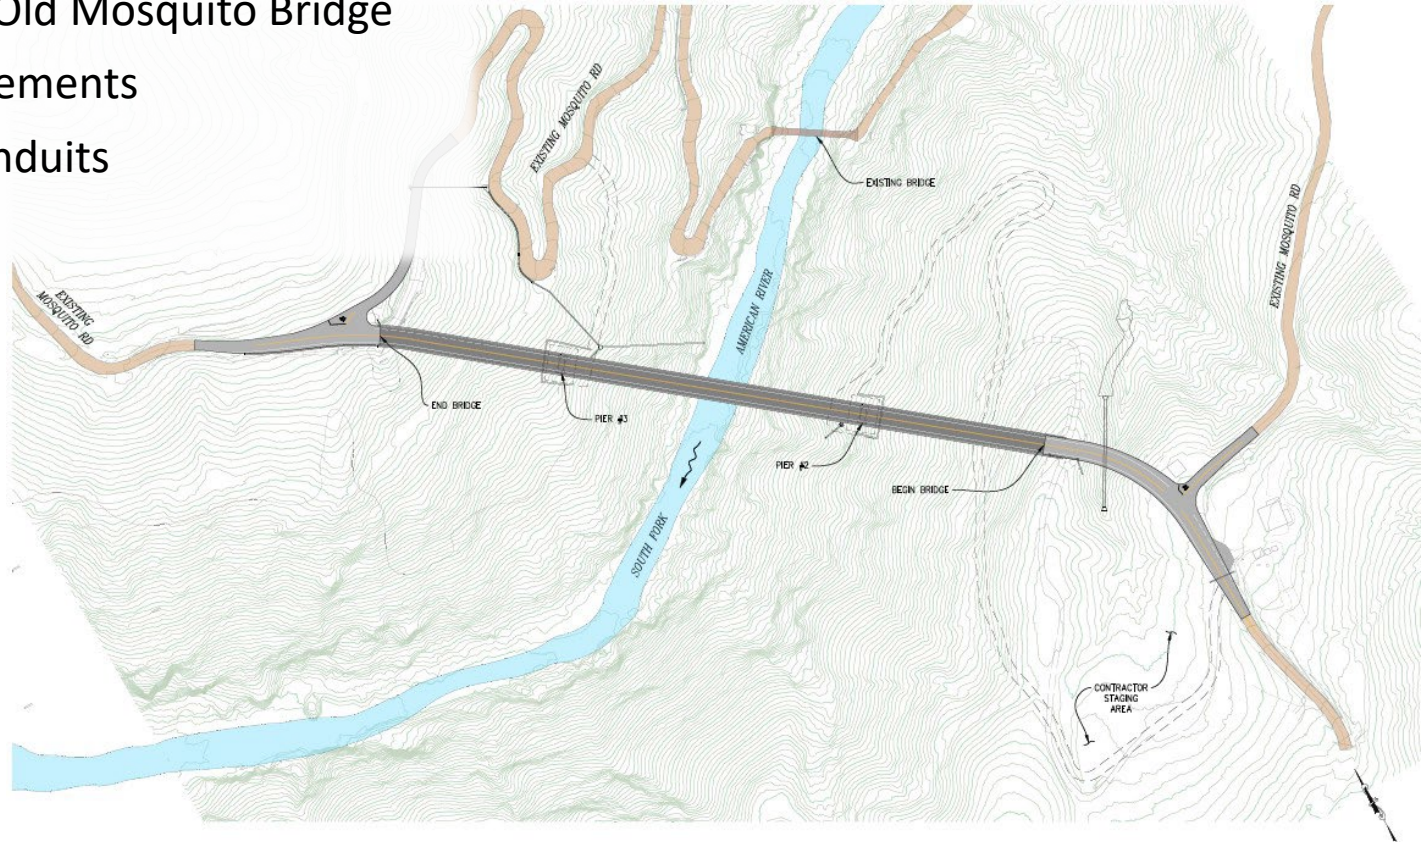 Old Mosquito Bridge
ements
nduits
EXISTING MOSQUITO RD
EXISTING BRIDGE
EXISTING MOSQUITO RD
AMERICAN RIVER
EXISTING
MOSQUITO RD
END BRIDGE
PIER #3
PIER #2
BEGIN BRIDGE
SOUTH FORK
CONTRACTOR
STAGING
AREA